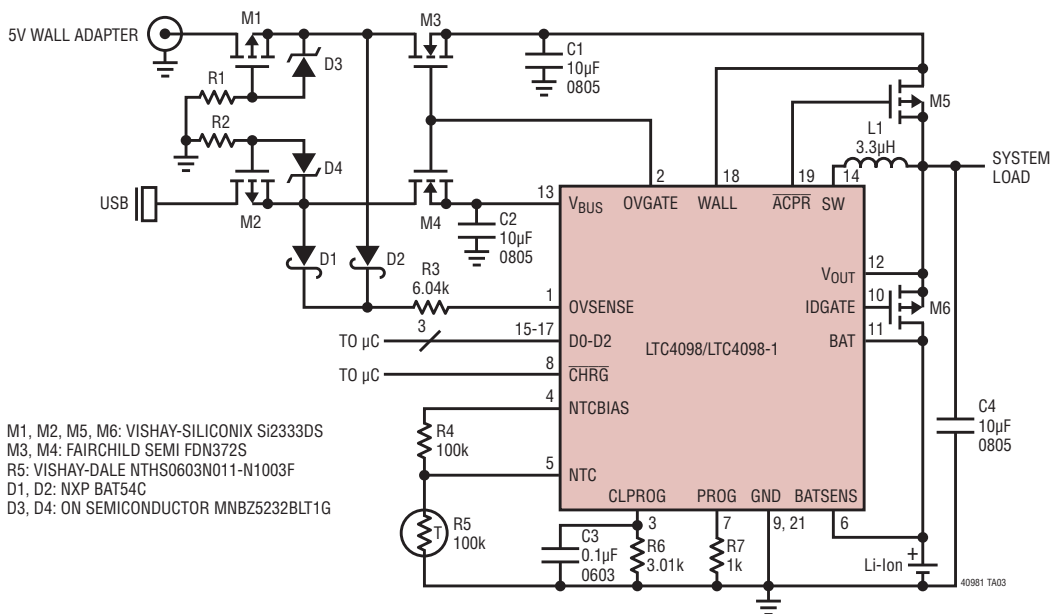 M1
M3
5V WALL ADAPTER
D3
C1
10µF
0805
R1
R2
D4
M5
L1
3.3µH
SYSTEM
LOAD
USB
M2
M4
13
2
18
19
14
VBUS
OVGATE
WALL
ACPR
SW
C2
10µF
0805
D1
D2
R3
6.04k
VOUT
12
1
OVSENSE
IDGATE
10
M6
TO µC
3
15-17
D0-D2
LTC4098/LTC4098-1
BAT
11
TO µC
8
CHRG
4
NTCBIAS
C4
10µF
0805
M1, M2, M5, M6: VISHAY-SILICONIX Si2333DS
M3, M4: FAIRCHILD SEMI FDN372S
R5: VISHAY-DALE NTHS0603N011-N1003F
D1, D2: NXP BAT54C
D3, D4: ON SEMICONDUCTOR MNBZ5232BLT1G
R4
100k
5
NTC
CLPROG
PROG
GND
BATSENS
T
R5
100k
3
7
9, 21
6
C3
0.1µF
0603
R6
3.01k
R7
1k
Li-Ion
+
40981 TA03